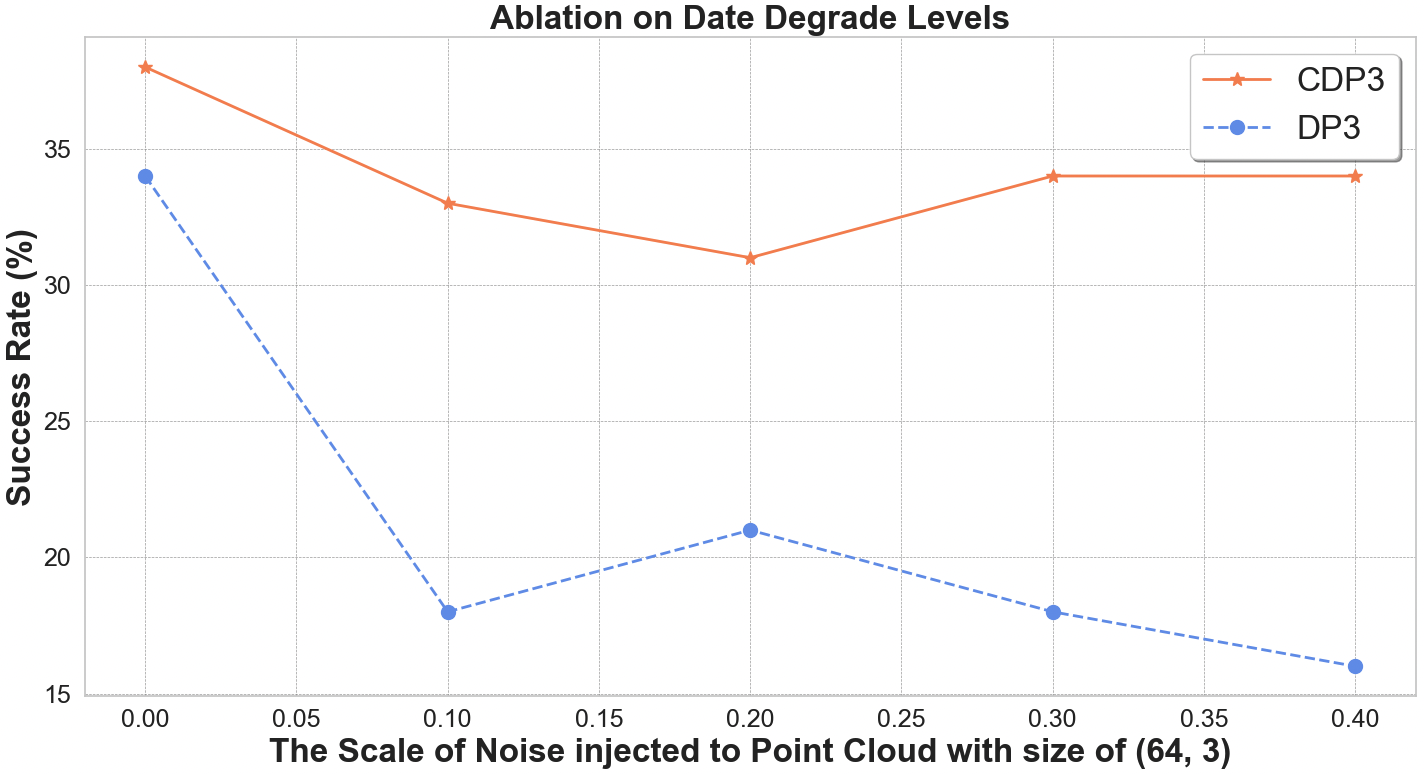 Ablation on Date Degrade Levels
CDP3
DP3
Success Rate (%)
35
30
25
20
15
0.00 0.05 0.10 0.15 0.20 0.25 0.30 0.35 0.40
The Scale of Noise injected to Point Cloud with size of (64, 3)